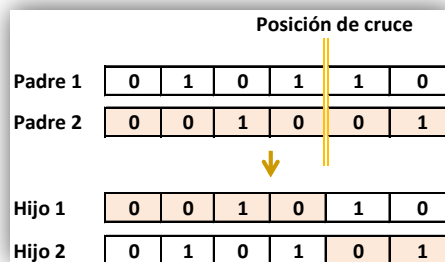 Posición de cruce
Padre 1 0 1 0 1 1 0
Padre 2 0 0 1 0 0 1
Hijo 1 0 0 1 0 1 0
Hijo 2 0 1 0 1 0 1